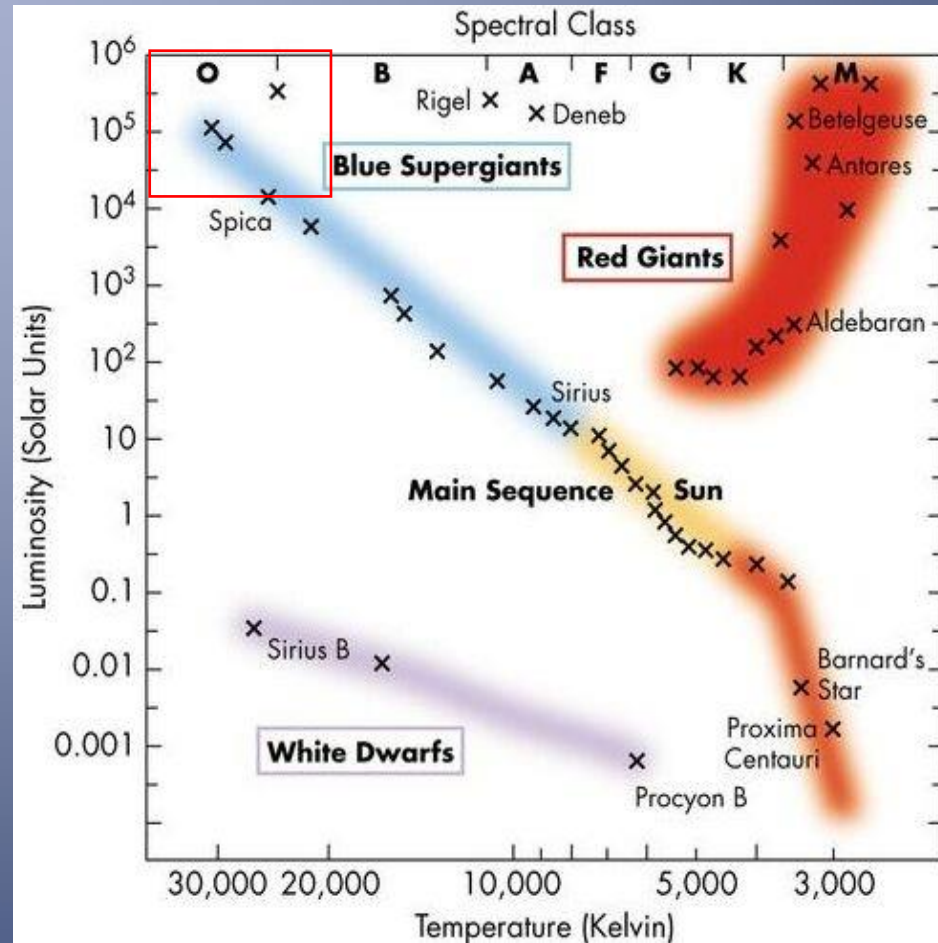 Spectral Class
O B A F G K M
10⁶
10⁵
10⁴
10³
10²
10
1
0.1
0.01
0.001
Luminosity (Solar Units)
Rigel
Deneb
Betelgeuse
Blue Supergiants
Antares
Spica
Red Giants
Aldebaran
Sirius
Main Sequence
Sun
Sirius B
Barnard's
Star
Proxima
Centauri
White Dwarfs
Procyon B
30,000 20,000 10,000 5,000 3,000
Temperature (Kelvin)